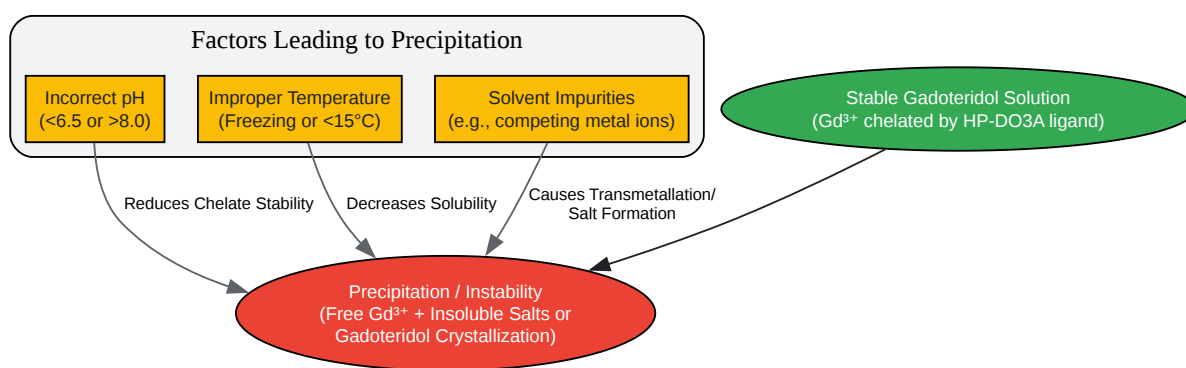 Factors Leading to Precipitation
Incorrect pH
(<6.5 or >8.0)
Improper Temperature
(Freezing or <15°C)
Solvent Impurities
(e.g., competing metal ions)
Stable Gadoteridol Solution
(Gd³⁺ chelated by HP-DO3A ligand)
Reduces Chelate Stability
Decreases Solubility
Causes Transmetallation/
Salt Formation
Precipitation / Instability
(Free Gd³⁺ + Insoluble Salts or
Gadoteridol Crystallization)